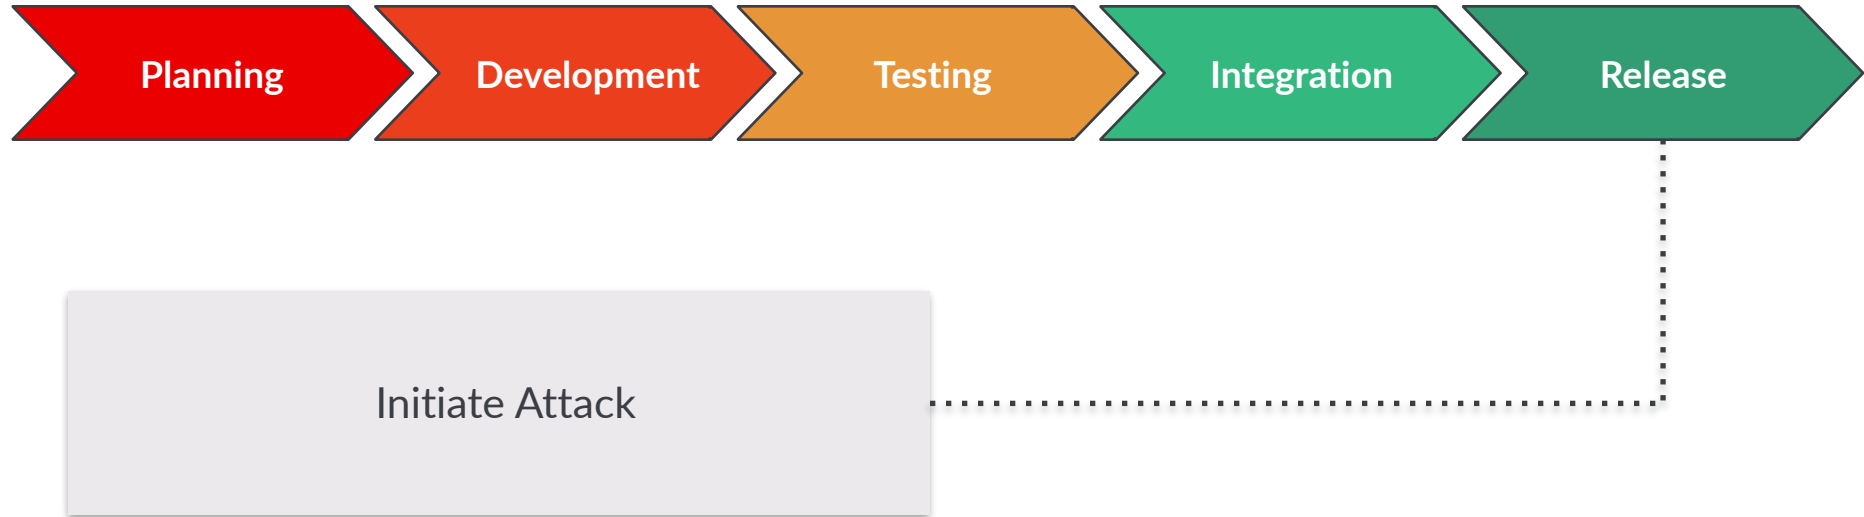 Planning
Development
Testing
Integration
Release
Initiate Attack